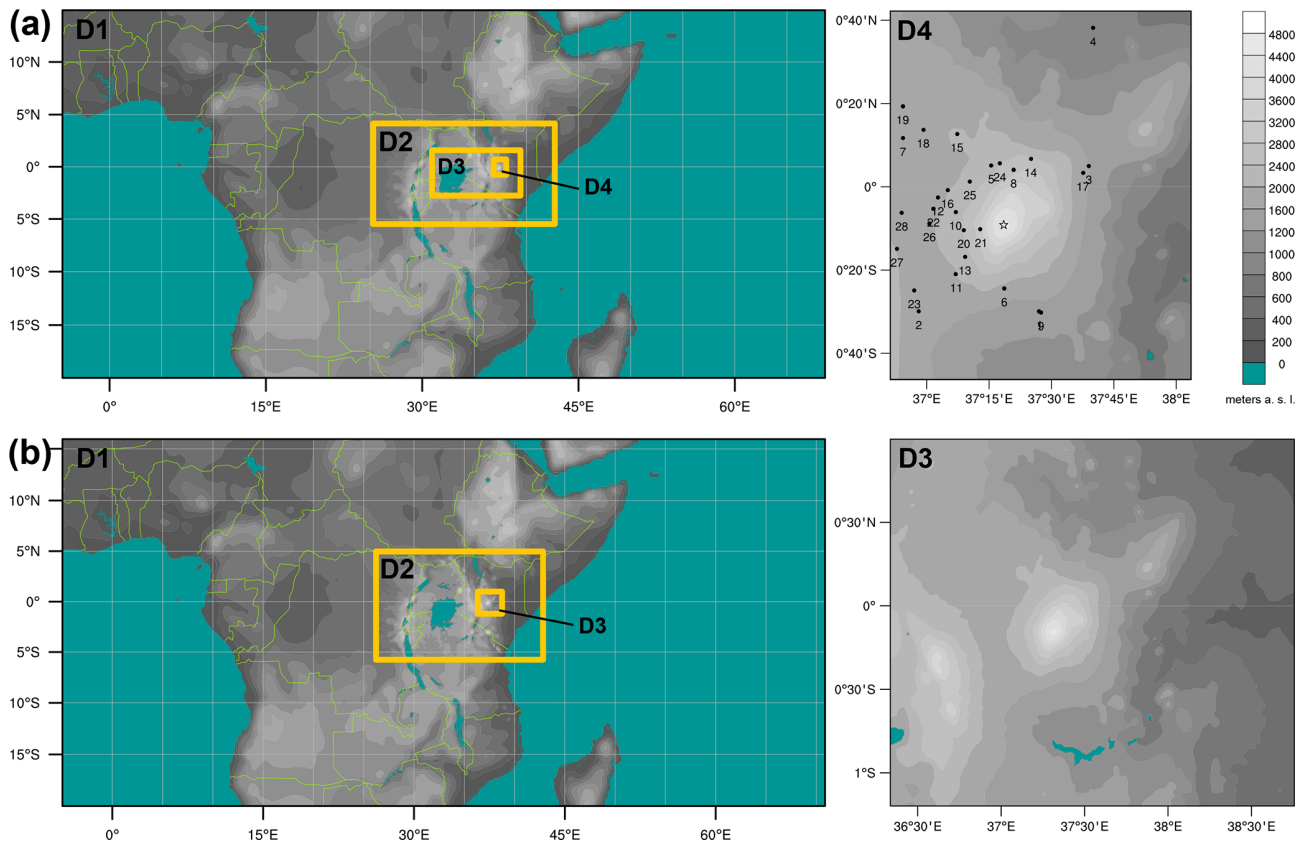 (a)
D1
D2
D3
D4
10°N
5°N
0°
5°S
10°S
15°S
0°
15°E
30°E
45°E
60°E
D4
0°40'N
0°20'N
0°
0°20'S
0°40'S
37°E
37°15'E
37°30'E
37°45'E
38°E
4
19
7
18
15
5
24
8
14
3
17
25
16
12
22
26
28
10
20
21
27
13
11
6
23
2
9
4800
4400
4000
3600
3200
2800
2400
2000
1600
1200
1000
800
600
400
200
0
meters a. s. l.
(b)
D1
D2
D3
10°N
5°N
0°
5°S
10°S
15°S
0°
15°E
30°E
45°E
60°E
D3
0°30'N
0°
0°30'S
1°S
36°30'E
37°E
37°30'E
38°E
38°30'E